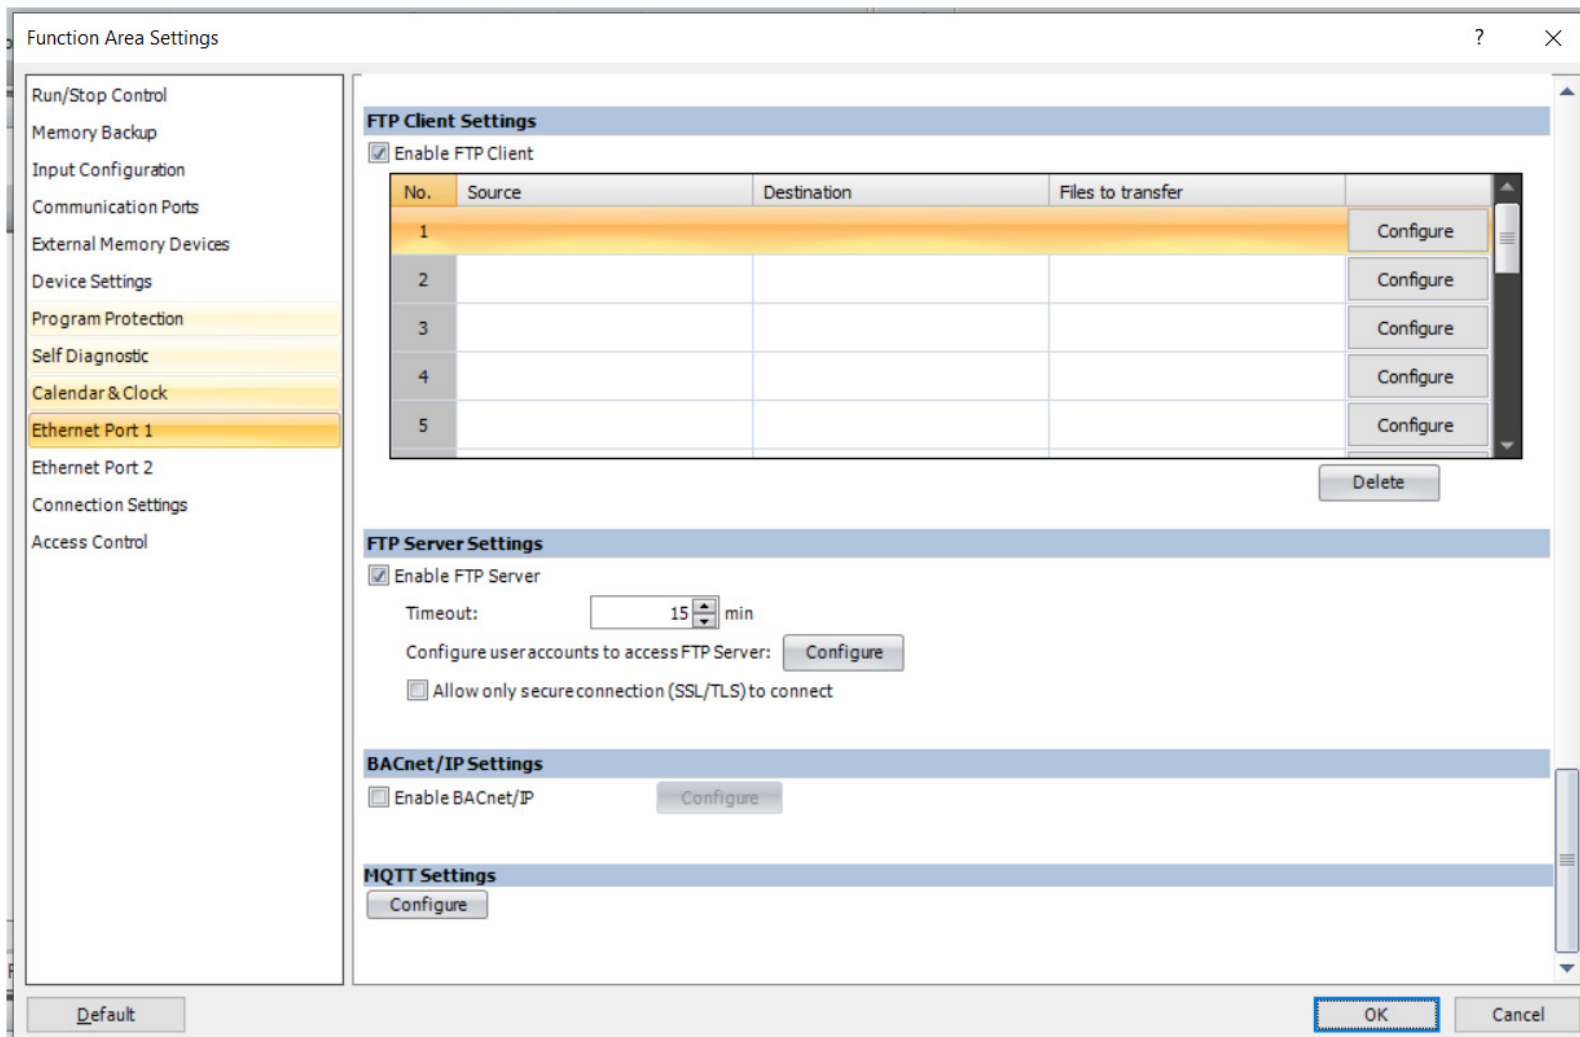 Function Area Settings
?
Run/Stop Control
Memory Backup
Input Configuration
Communication Ports
External Memory Devices
Device Settings
Program Protection
Self Diagnostic
Calendar & Clock
Ethernet Port 1
Ethernet Port 2
Connection Settings
Access Control
FTP Client Settings
Enable FTP Client
No. Source Destination Files to transfer
1 Configure
2 Configure
3 Configure
4 Configure
5 Configure
Delete
FTP Server Settings
Enable FTP Server
Timeout: 15 min
Configure user accounts to access FTP Server: Configure
Allow only secure connection (SSL/TLS) to connect
BACnet/IP Settings
Enable BACnet/IP Configure
MQTT Settings
Configure
Default OK Cancel